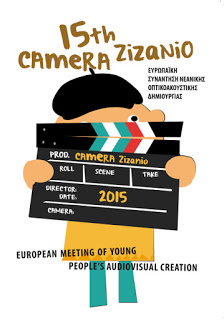 15th
CAMERA ZIZANIO
ΕΥΡΩΠΑΪΚΗ
ΣΥΝΑΝΤΗΣΗ ΝΕΑΝΙΚΗΣ
ΟΠΤΙΚΟΑΚΟΥΣΤΙΚΗΣ
ΔΗΜΙΟΥΡΓΙΑΣ
PROD. CAMERA Zizanio
ROLL SCENE TAKE
DIRECTOR:
DATE: 2015
CAMERA:
EUROPEAN MEETING OF YOUNG
PEOPLE'S AUDIOVISUAL CREATION